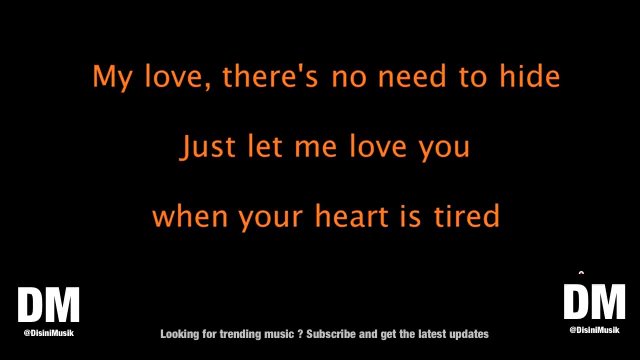 My love, there's no need to hide
Just let me love you
when your heart is tired
DM
@DisiniMusik
DM
@DisiniMusik
Looking for trending music ? Subscribe and get the latest updates